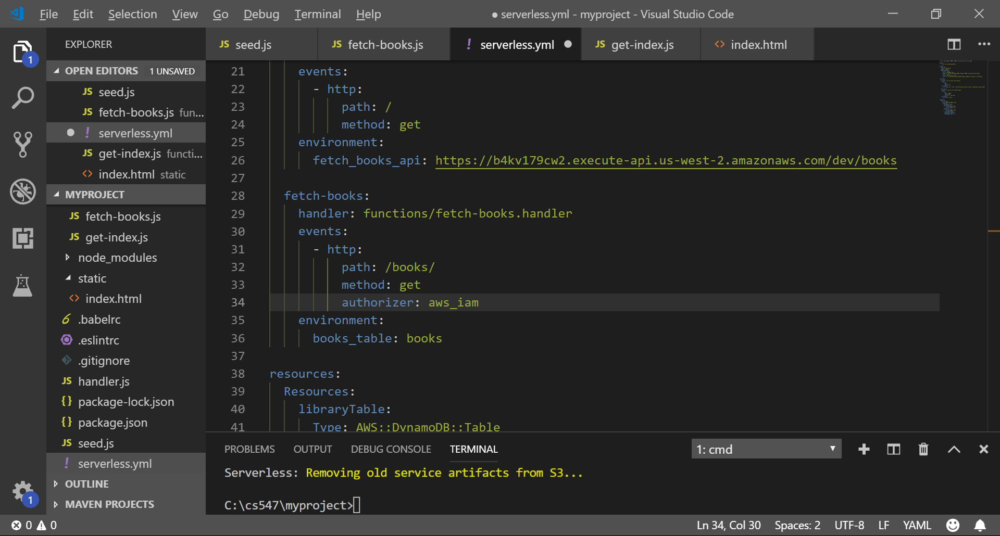 File Edit Selection View Go Debug Terminal Help ● serverless.yml - myproject - Visual Studio Code
EXPLORER
OPEN EDITORS 1 UNSAVED
JS seed.js
JS fetch-books.js fun...
! serverless.yml
JS get-index.js functi...
<> index.html static
MYPROJECT
JS fetch-books.js
JS get-index.js
node_modules
static
<> index.html
.babelrc
.eslintrc
.gitignore
JS handler.js
{} package-lock.json
{} package.json
JS seed.js
! serverless.yml
OUTLINE
MAVEN PROJECTS
1
1
JS seed.js JS fetch-books.js ! serverless.yml ● JS get-index.js <> index.html
21 events:
22 - http:
23 path: /
24 method: get
25 environment:
26 fetch_books_api: https://b4kv179cw2.execute-api.us-west-2.amazonaws.com/dev/books
27
28 fetch-books:
29 handler: functions/fetch-books.handler
30 events:
31 - http:
32 path: /books/
33 method: get
34 authorizer: aws_iam
35 environment:
36 books_table: books
37
38 resources:
39 Resources:
40 libraryTable:
41 Type: AWS::DynamoDB::Table
PROBLEMS OUTPUT DEBUG CONSOLE TERMINAL 1: cmd
Serverless: Removing old service artifacts from S3...
C:\cs547\myproject>
0 0 Ln 34, Col 30 Spaces: 2 UTF-8 LF YAML